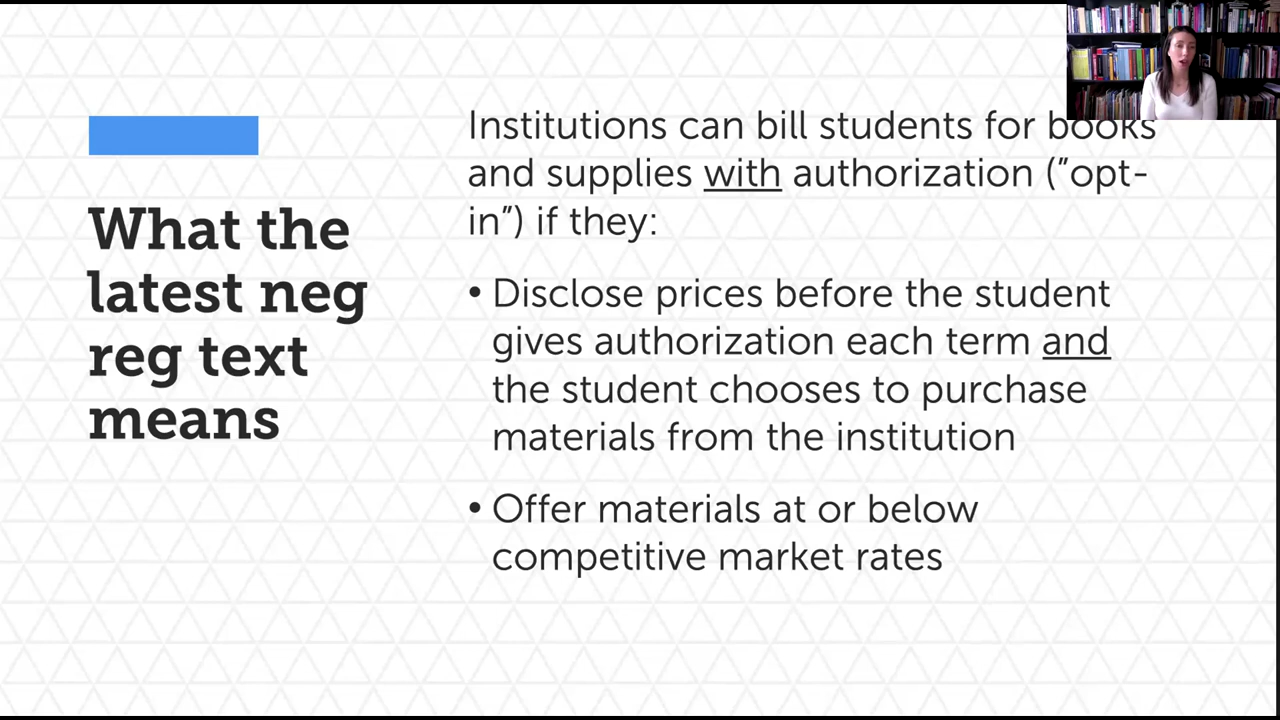 What the
latest neg
reg text
means
Institutions can bill students for books
and supplies with authorization (”opt-
in”) if they:
• Disclose prices before the student
gives authorization each term and
the student chooses to purchase
materials from the institution
• Offer materials at or below
competitive market rates